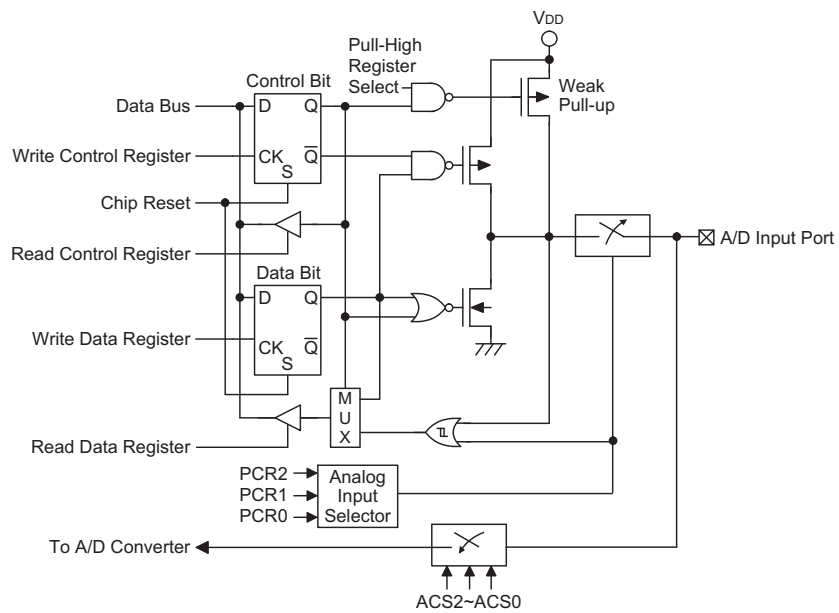 VDD
Pull-High
Register
Select
Weak
Pull-up
Control Bit
Data Bus
D
Q
Write Control Register
CK
Q̅
S
Chip Reset
Read Control Register
A/D Input Port
Data Bit
D
Q
Write Data Register
CK
Q̅
S
M
U
X
Read Data Register
PCR2
PCR1
PCR0
Analog
Input
Selector
To A/D Converter
ACS2~ACS0